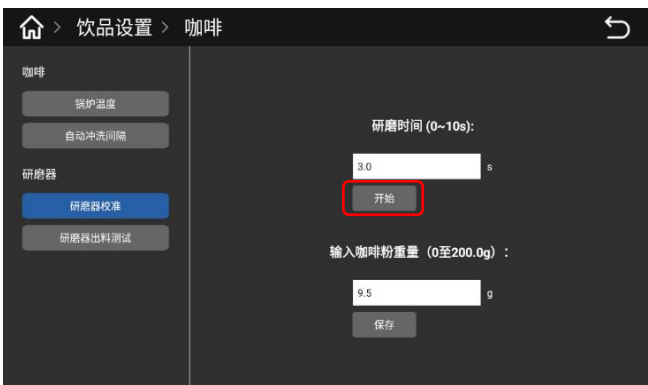 饮品设置 > 咖啡
咖啡
锅炉温度
自动冲洗间隔
研磨器
研磨器校准
研磨器出料测试
研磨时间 (0~10s):
3.0 s
开始
输入咖啡粉重量（0至200.0g）：
9.5 g
保存